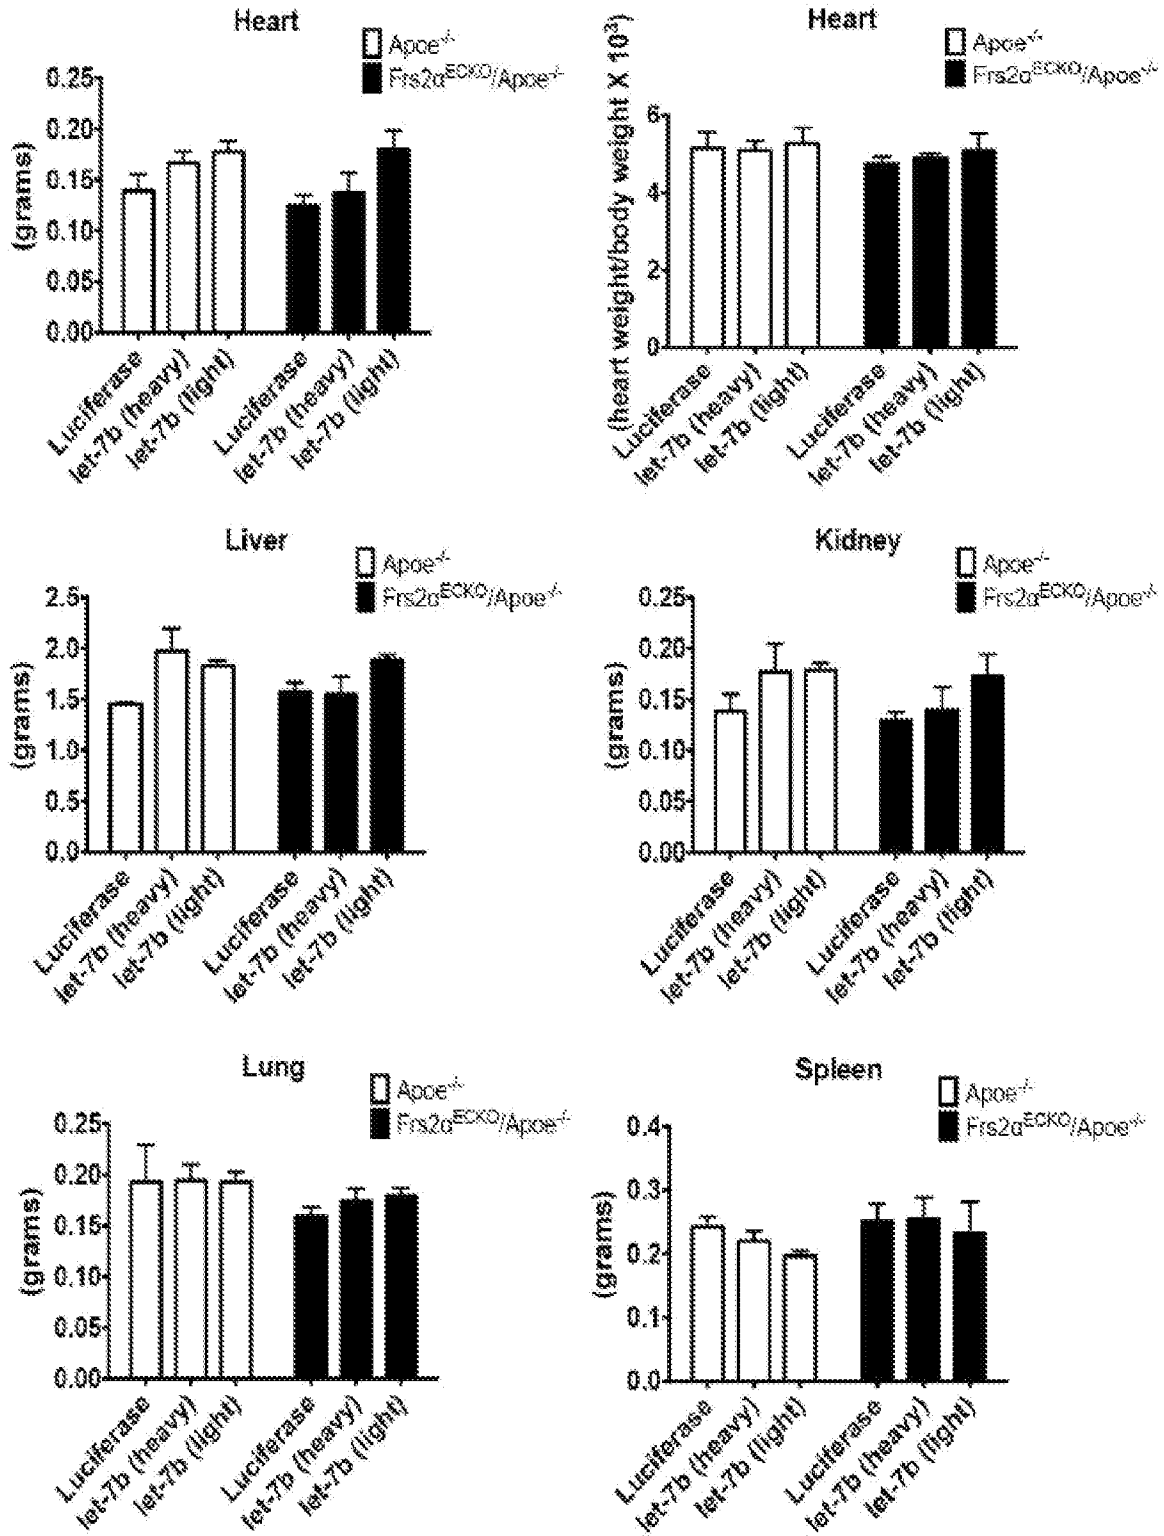 Heart
Apoe-/-
Frs2αECKO/Apoe-/-
(grams)
0.25
0.20
0.15
0.10
0.05
0.00
Luciferase
let-7b (heavy)
let-7b (light)
Luciferase
let-7b (heavy)
let-7b (light)
Heart
Apoe-/-
Frs2αECKO/Apoe-/-
(heart weight/body weight X 10³)
6
4
2
0
Luciferase
let-7b (heavy)
let-7b (light)
Luciferase
let-7b (heavy)
let-7b (light)
Liver
Apoe-/-
Frs2αECKO/Apoe-/-
(grams)
2.5
2.0
1.5
1.0
0.5
0.0
Luciferase
let-7b (heavy)
let-7b (light)
Luciferase
let-7b (heavy)
let-7b (light)
Kidney
Apoe-/-
Frs2αECKO/Apoe-/-
(grams)
0.25
0.20
0.15
0.10
0.05
0.00
Luciferase
let-7b (heavy)
let-7b (light)
Luciferase
let-7b (heavy)
let-7b (light)
Lung
Apoe-/-
Frs2αECKO/Apoe-/-
(grams)
0.25
0.20
0.15
0.10
0.05
0.00
Luciferase
let-7b (heavy)
let-7b (light)
Luciferase
let-7b (heavy)
let-7b (light)
Spleen
Apoe-/-
Frs2αECKO/Apoe-/-
(grams)
0.4
0.3
0.2
0.1
0.0
Luciferase
let-7b (heavy)
let-7b (light)
Luciferase
let-7b (heavy)
let-7b (light)